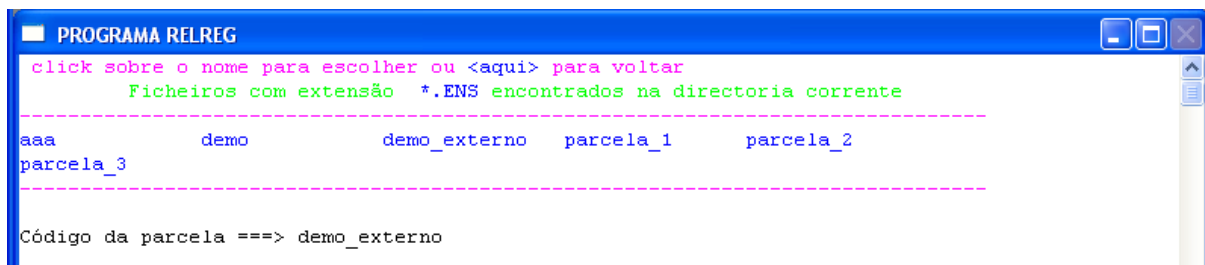 PROGRAMA RELREG
click sobre o nome para escolher ou <aqui> para voltar
Ficheiros com extensão *.ENS encontrados na directoria corrente
--------------------------------------------------------------------------------
aaa demo demo_externo parcela_1 parcela_2
parcela_3
--------------------------------------------------------------------------------
Código da parcela ===> demo_externo